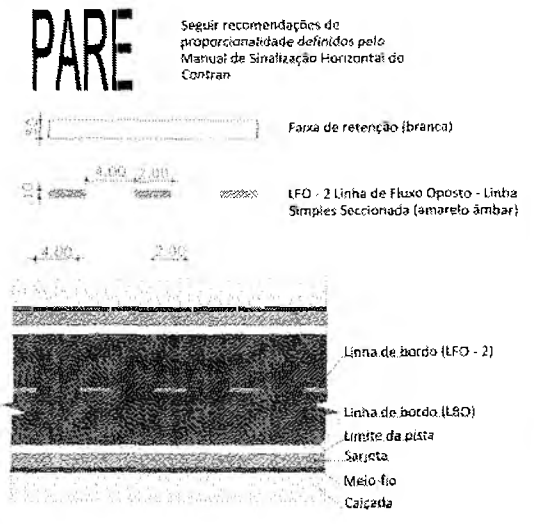 PARE
Seguir recomendações de
proporcionalidade definidos pelo
Manual de Sinalização Horizontal do
Contran
Faixa de retenção (branca)
4.00 2.00
LFO - 2 Linha de Fluxo Oposto - Linha
Simples Seccionada (amarelo âmbar)
4.00 2.00
Linha de bordo (LFO - 2)
Linha de bordo (LBO)
Limite da pista
Sarjeta
Meio-fio
Calçada